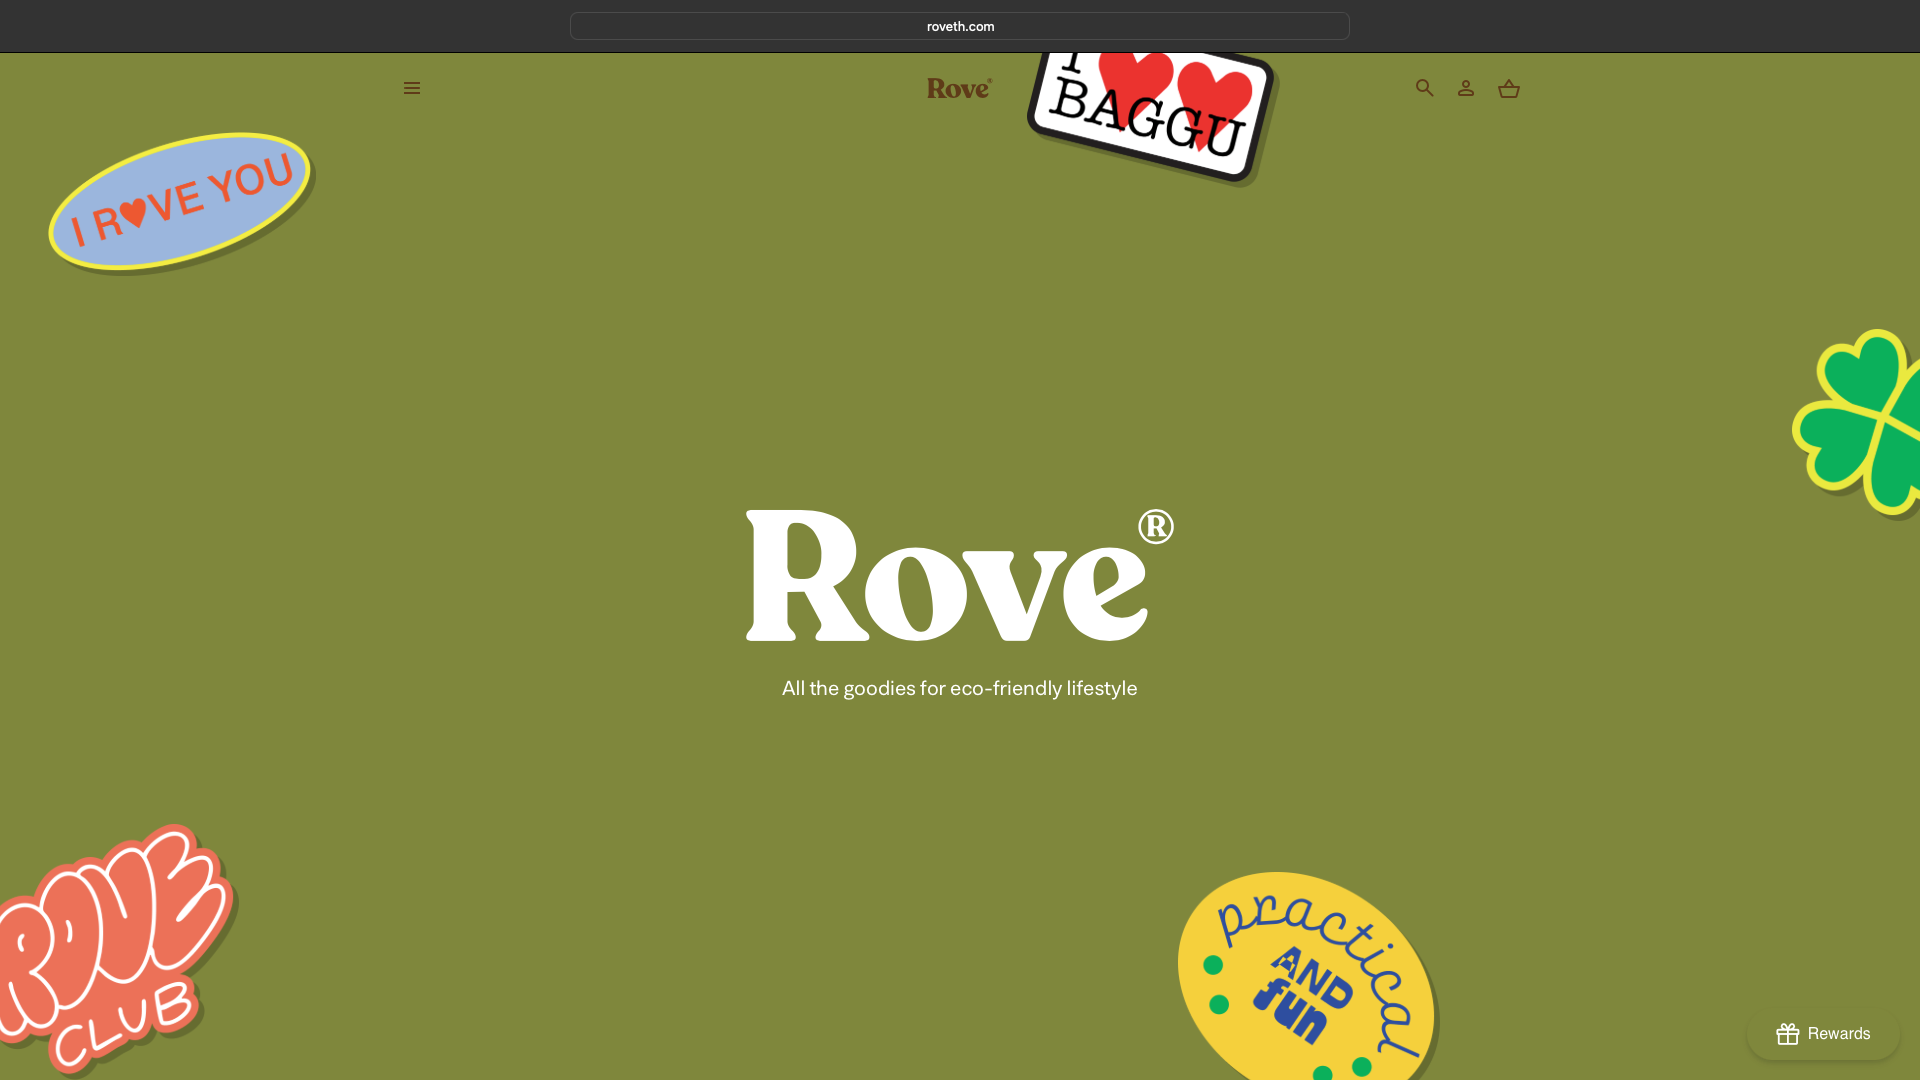 roveth.com
Rove®
I
BAGGU
I R♥VE YOU
Rove®
All the goodies for eco-friendly lifestyle
ROVE
CLUB
practical
AND
fun
Rewards